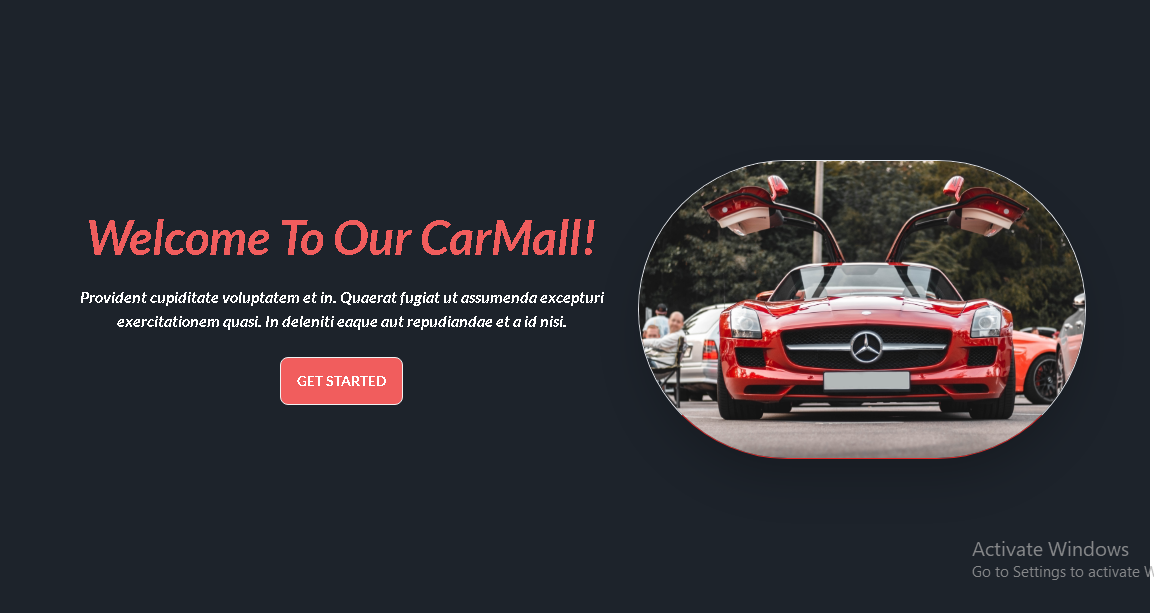 Welcome To Our CarMall!
Provident cupiditate voluptatem et in. Quaerat fugiat ut assumenda excepturi
exercitationem quasi. In deleniti eaque aut repudiandae et a id nisi.
GET STARTED
Activate Windows
Go to Settings to activate W